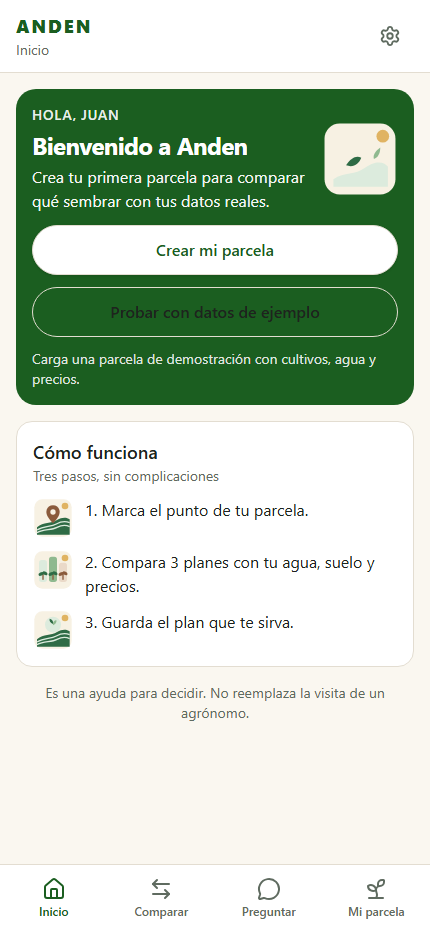 ANDEN
Inicio
HOLA, JUAN
Bienvenido a Anden
Crea tu primera parcela para comparar
qué sembrar con tus datos reales.
Crear mi parcela
Probar con datos de ejemplo
Carga una parcela de demostración con cultivos, agua y
precios.
Cómo funciona
Tres pasos, sin complicaciones
1. Marca el punto de tu parcela.
2. Compara 3 planes con tu agua, suelo y
precios.
3. Guarda el plan que te sirva.
Es una ayuda para decidir. No reemplaza la visita de un
agrónomo.
Inicio
Comparar
Preguntar
Mi parcela